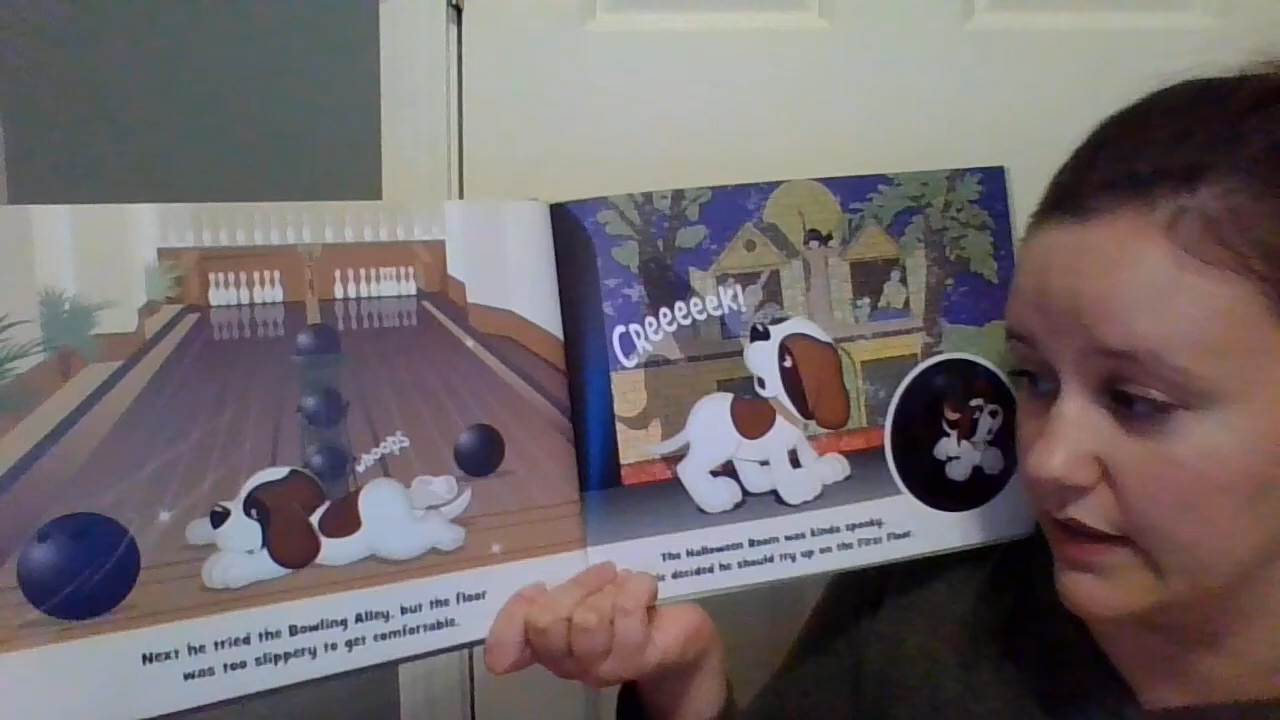 whoops
Next he tried the Bowling Alley, but the floor
was too slippery to get comfortable.
CReeeeeK!
The Halloween Room was kinda spooky.
decided he should try up on the First Floor.